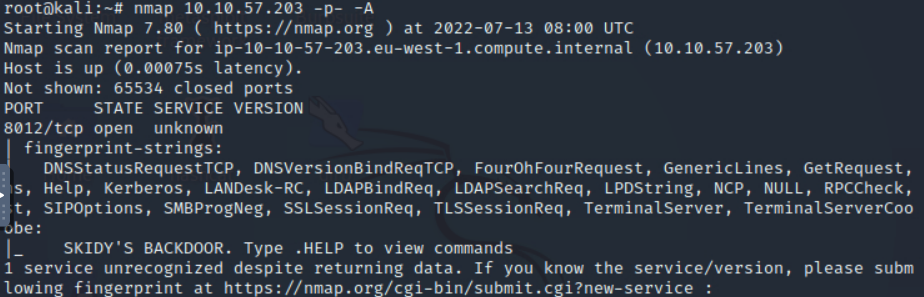 root@kali:~# nmap 10.10.57.203 -p- -A
Starting Nmap 7.80 ( https://nmap.org ) at 2022-07-13 08:00 UTC
Nmap scan report for ip-10-10-57-203.eu-west-1.compute.internal (10.10.57.203)
Host is up (0.00075s latency).
Not shown: 65534 closed ports
PORT     STATE SERVICE VERSION
8012/tcp open  unknown
| fingerprint-strings:
DNSStatusRequestTCP, DNSVersionBindReqTCP, FourOhFourRequest, GenericLines, GetRequest,
s, Help, Kerberos, LANDesk-RC, LDAPBindReq, LDAPSearchReq, LPDString, NCP, NULL, RPCCheck,
t, SIPOptions, SMBProgNeg, SSLSessionReq, TLSSessionReq, TerminalServer, TerminalServerCoo
obe:
|_    SKIDY'S BACKDOOR. Type .HELP to view commands
1 service unrecognized despite returning data. If you know the service/version, please subm
lowing fingerprint at https://nmap.org/cgi-bin/submit.cgi?new-service :